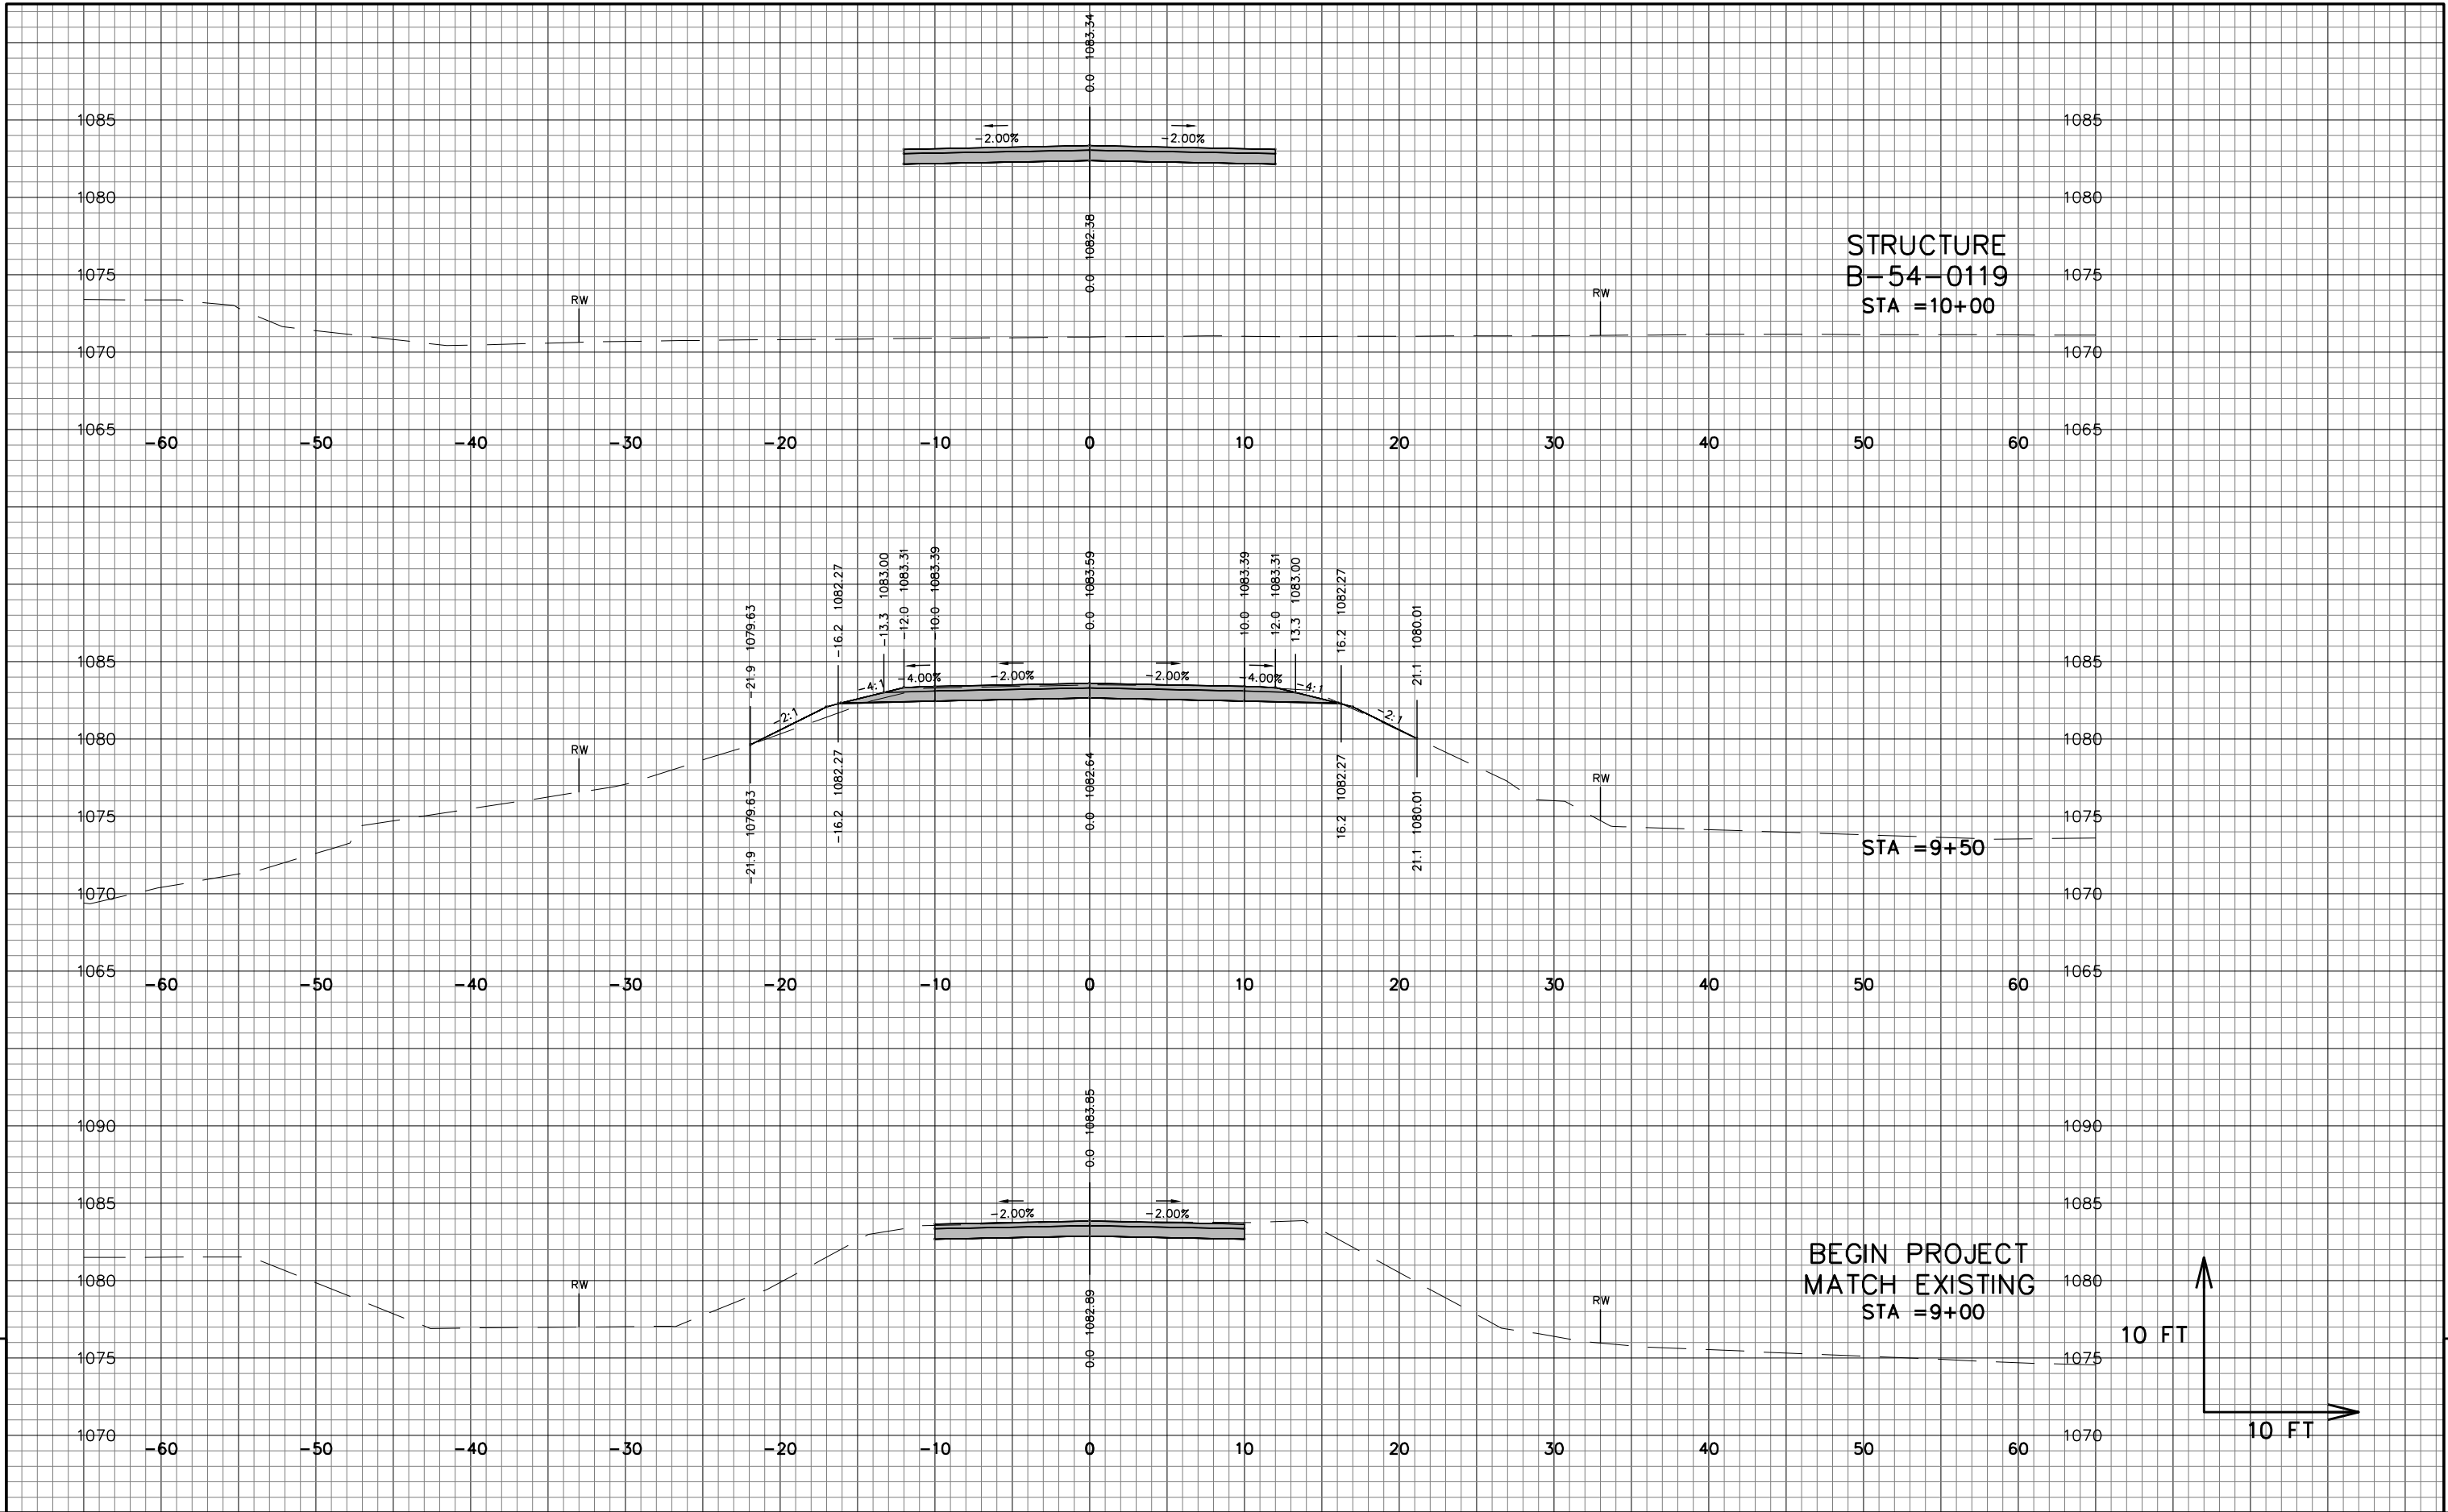 0.0 1083.34
1085 1085
-2.00% -2.00%
1080 1080
0.0 1082.38
STRUCTURE
B-54-0119
STA =10+00
1075 1075
RW RW
1070 1070
1065 1065
-60 -50 -40 -30 -20 -10 0 10 20 30 40 50 60
-21.9 1079.63
-16.2 1082.27
-13.3 1083.00
-12.0 1083.31
-10.0 1083.39
0.0 1083.59
10.0 1083.39
12.0 1083.31
13.3 1083.00
16.2 1082.27
21.1 1080.01
1085 1085
-2:1 -4:1 -4.00% -2.00% -2.00% -4.00% -4:1 -2:1
1080 1080
RW RW
-21.9 1079.63
-16.2 1082.27
0.0 1082.64
16.2 1082.27
21.1 1080.01
1075 1075
STA =9+50
1070 1070
1065 1065
-60 -50 -40 -30 -20 -10 0 10 20 30 40 50 60
0.0 1083.85
1090 1090
1085 1085
-2.00% -2.00%
BEGIN PROJECT
MATCH EXISTING
STA =9+00
1080 1080
RW RW
0.0 1082.89
1075 1075
10 FT
10 FT
1070 1070
-60 -50 -40 -30 -20 -10 0 10 20 30 40 50 60